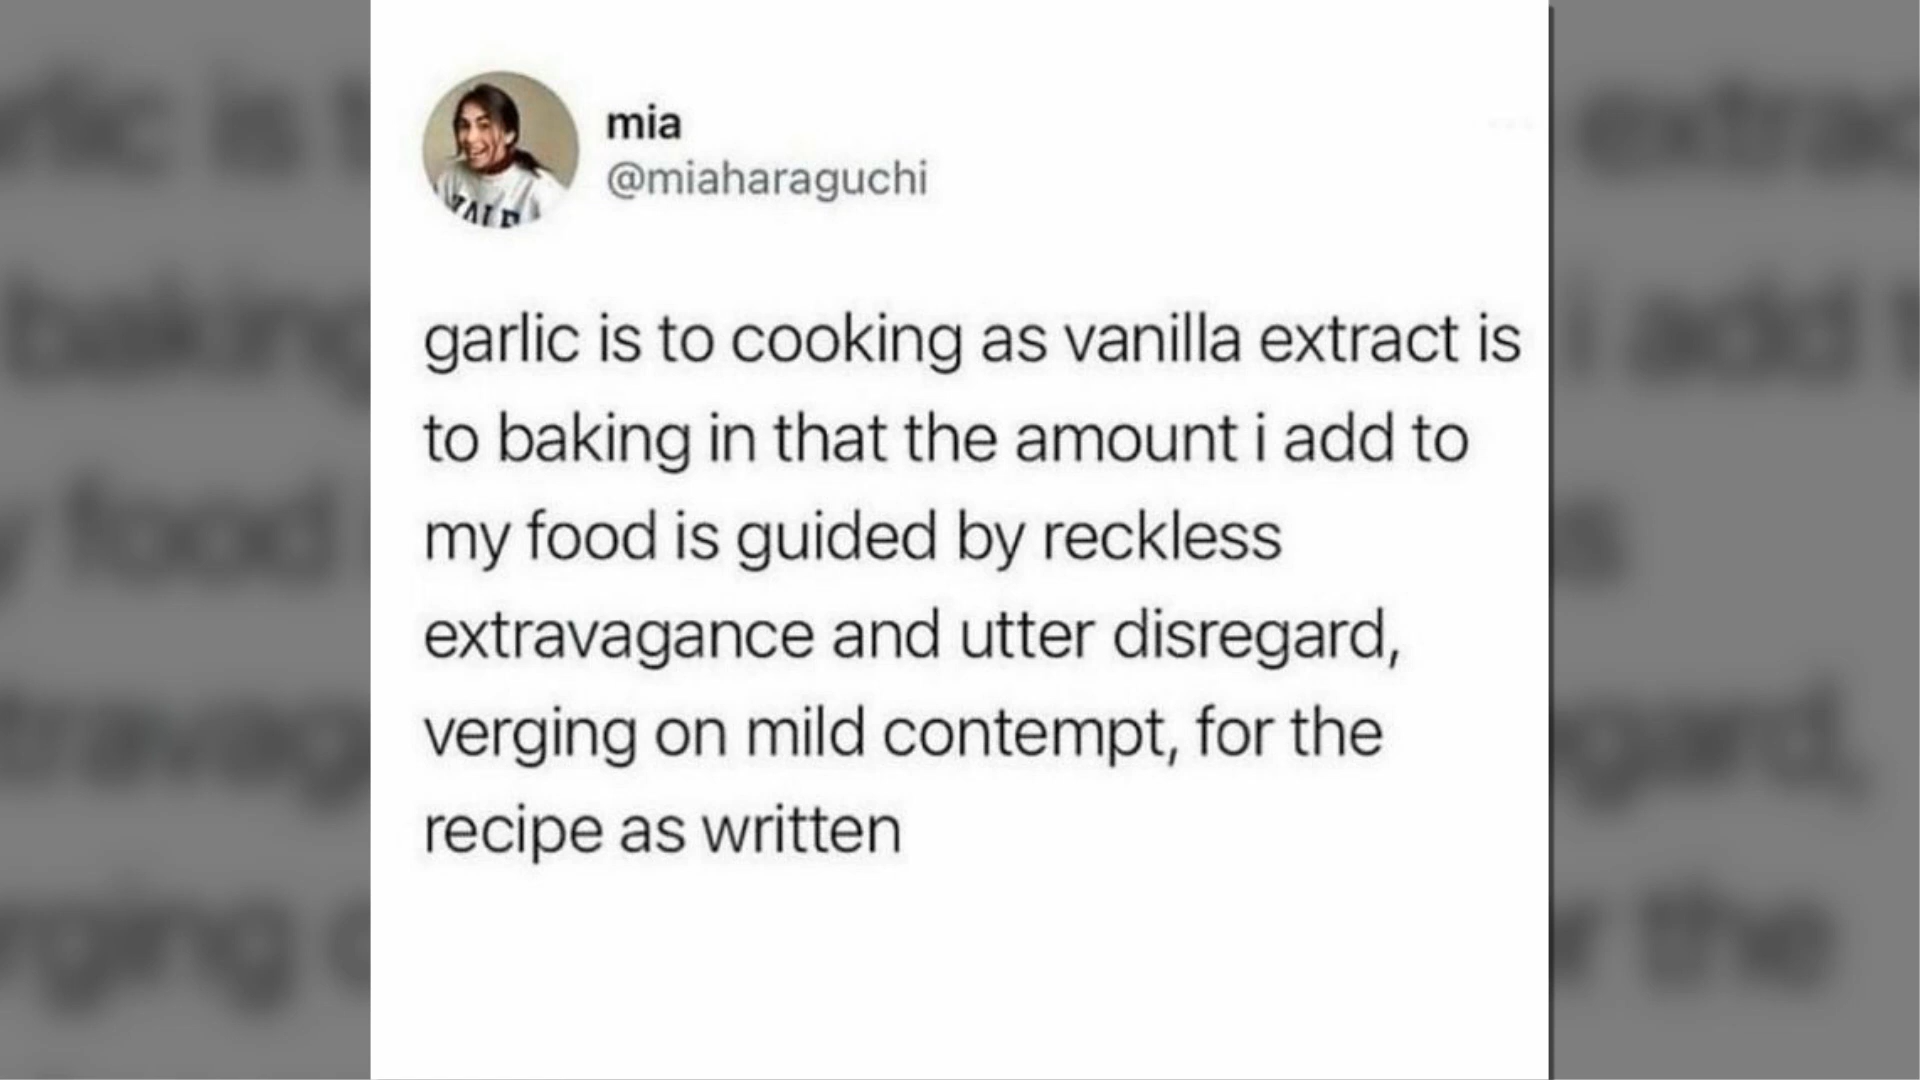 mia
@miaharaguchi
garlic is to cooking as vanilla extract is
to baking in that the amount i add to
my food is guided by reckless
extravagance and utter disregard,
verging on mild contempt, for the
recipe as written